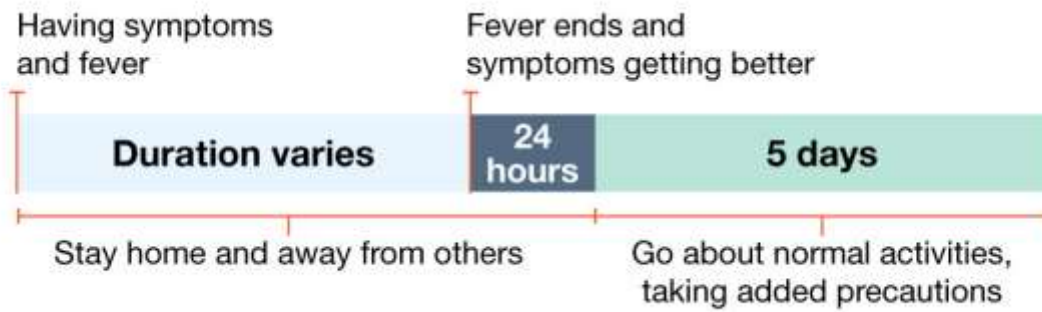 Having symptoms
and fever
Fever ends and
symptoms getting better
Duration varies
24
hours
5 days
Stay home and away from others
Go about normal activities,
taking added precautions